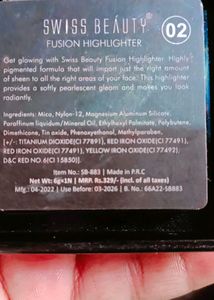 SWISS BEAUTY
02
FUSION HIGHLIGHTER
Get glowing with Swiss Beauty Fusion Highlighter. Highly
pigmented formula that will impart just the right amount
of sheen to all the right areas of your face. This highlighter
provides a softly pearlescent gleam and makes you look
radiantly.
Ingredients: Mica, Nylon-12, Magnesium Aluminum Silicate,
Paraffinum liquidum/Mineral Oil, Ethylhexyl Palmitate, Polybutene,
Dimethicone, Tin oxide, Phenoxyethanol, Methylparaben,
[+/-: TITANIUM DIOXIDE(CI77891), RED IRON OXIDE(CI 77491),
RED IRON OXIDE(CI77491), YELLOW IRON OXIDE(CI 77492),
D&C RED NO. 6(CI 15850)].
Item No.: SB-883 | Made in P.R.C
Net Wt: 6g×1N | MRP Rs.329/- (incl. of all taxes)
Mfg.: 04-2022 | Use Before: 03-2026 | B. No.: 66A22-SB883